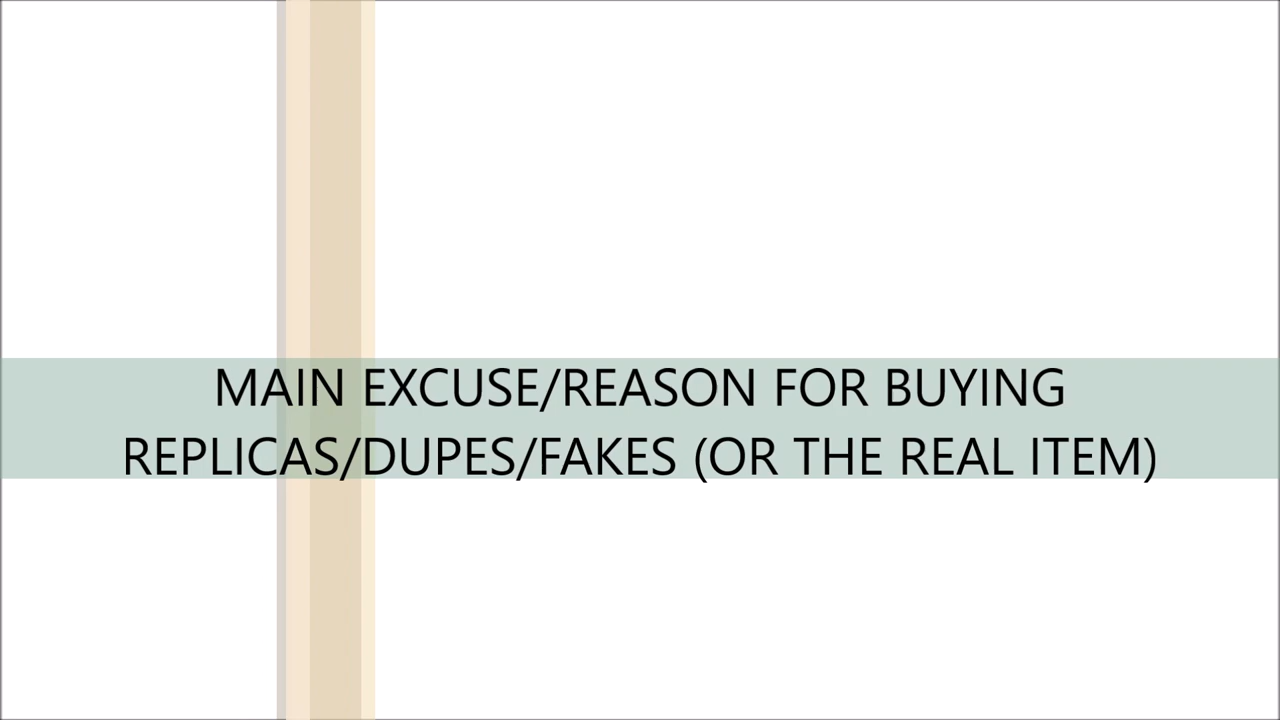 MAIN EXCUSE/REASON FOR BUYING
REPLICAS/DUPES/FAKES (OR THE REAL ITEM)